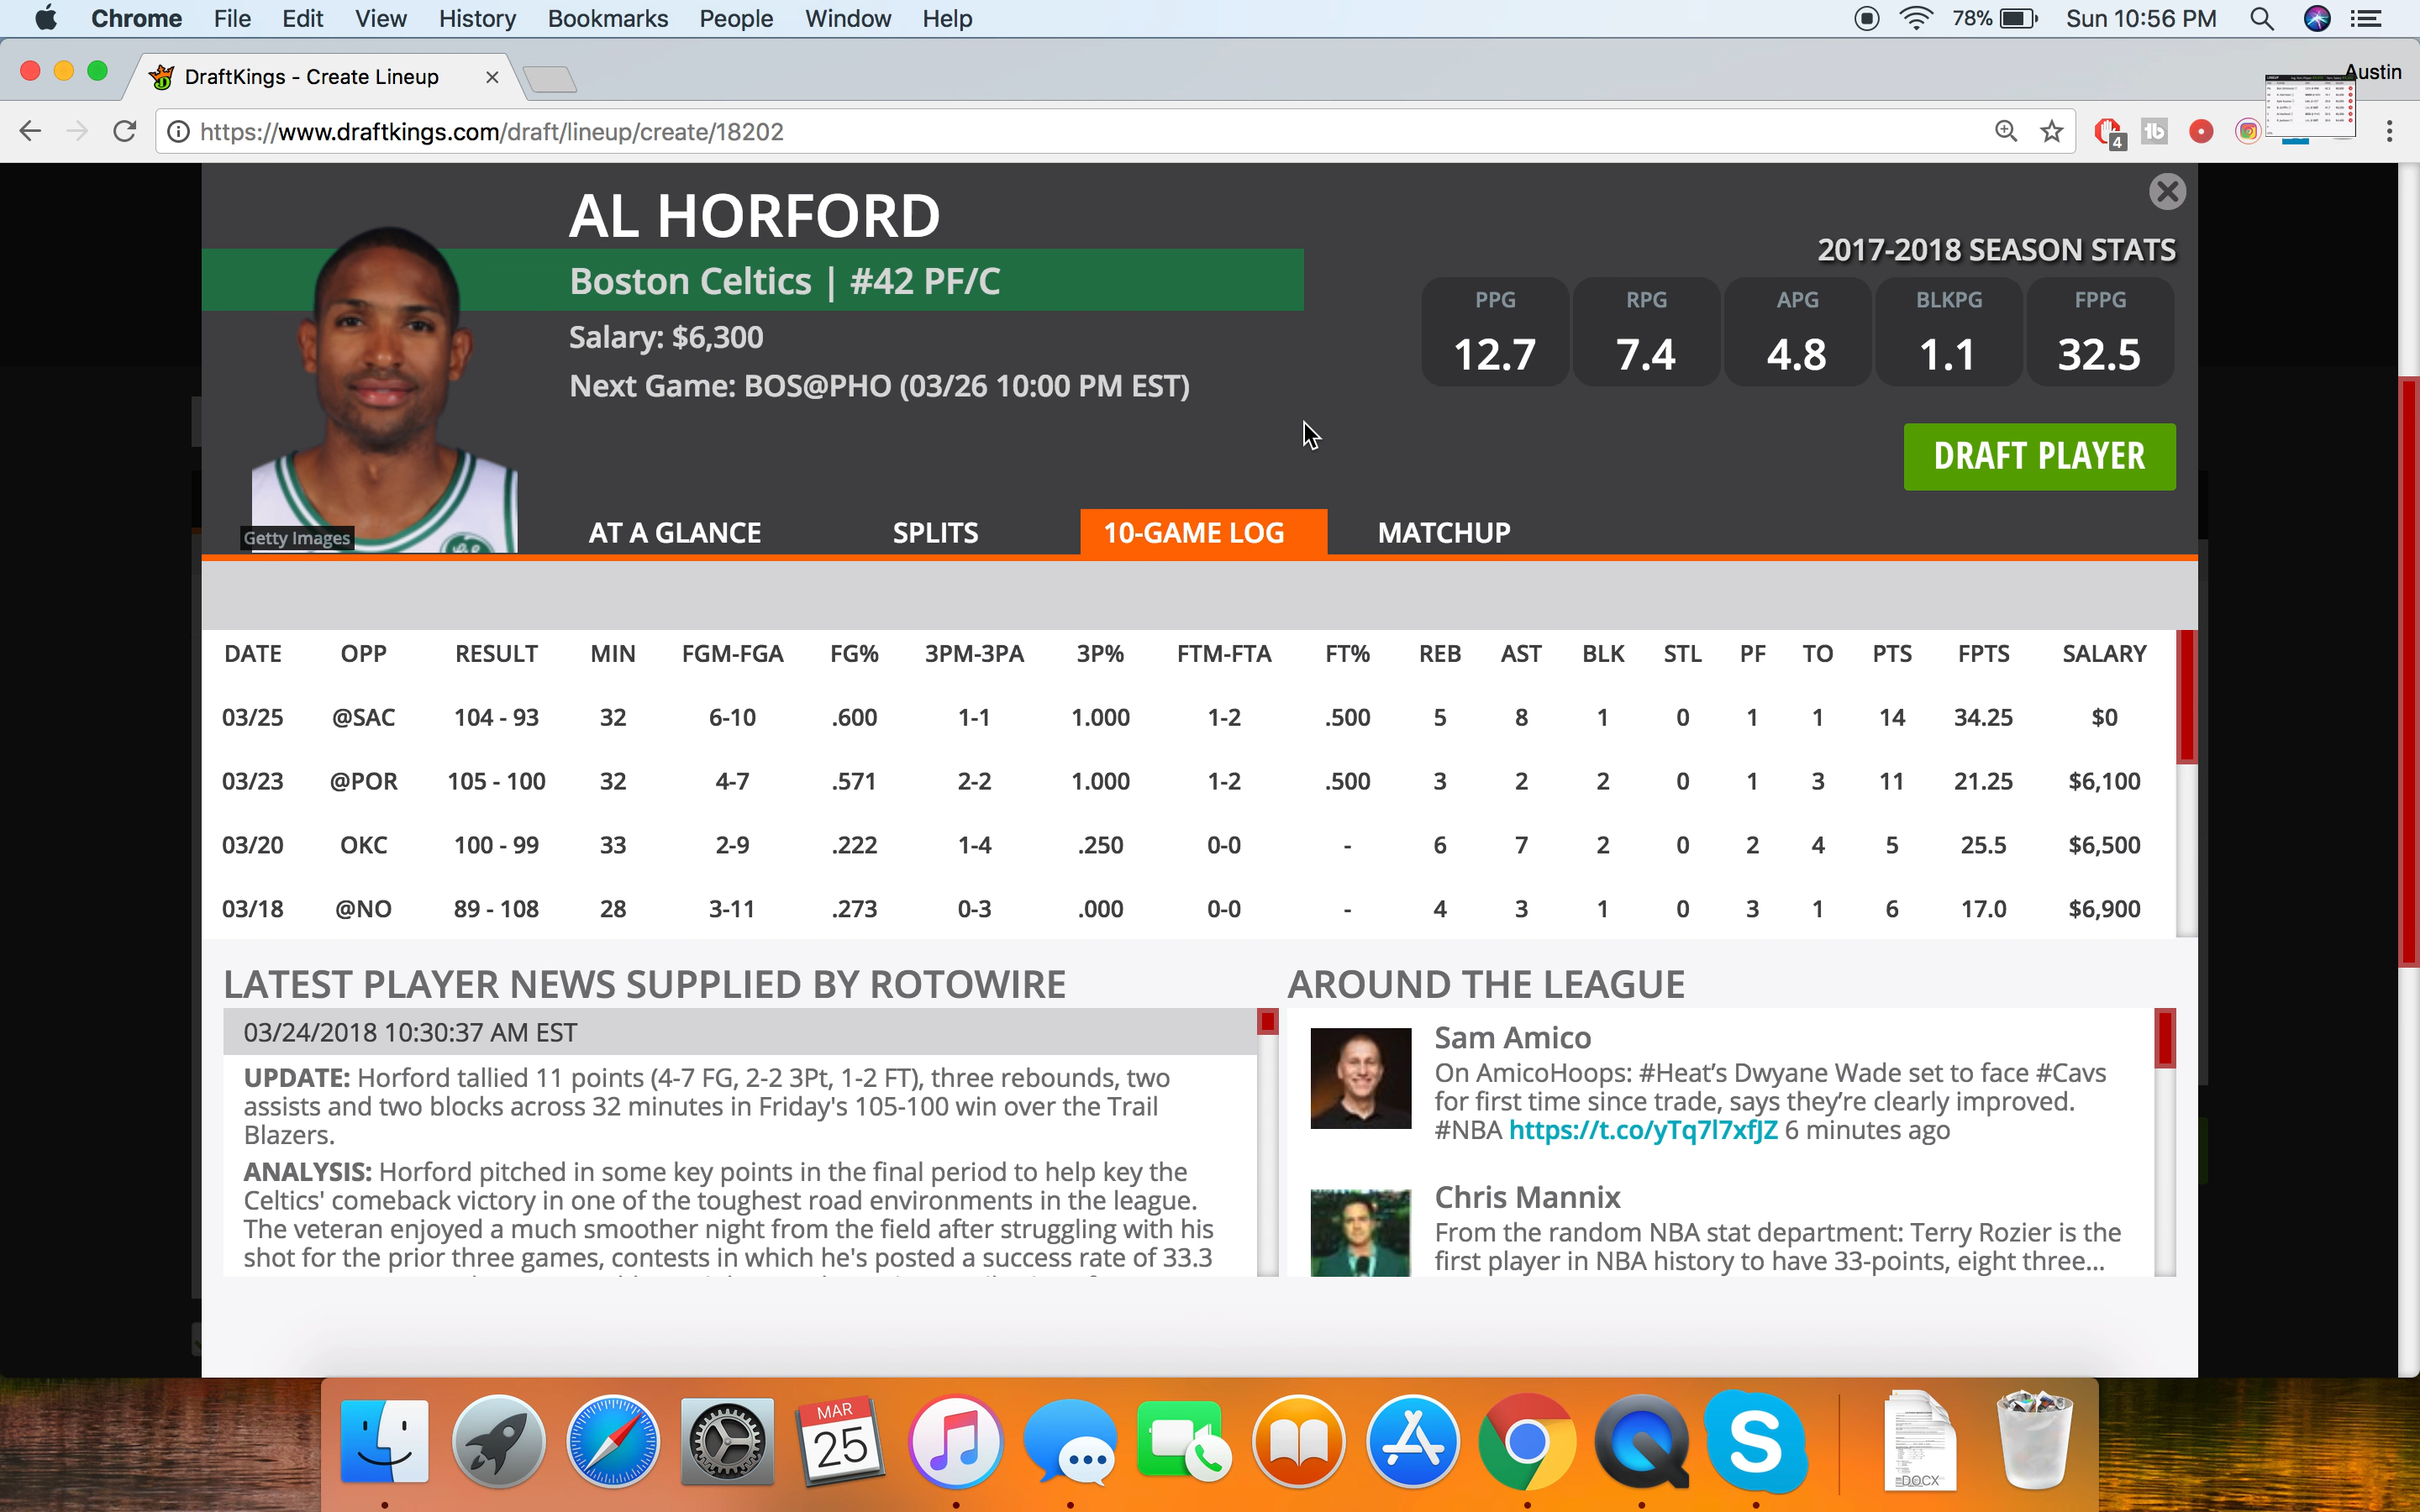 Chrome File Edit View History Bookmarks People Window Help 78% Sun 10:56 PM
DraftKings - Create Lineup
Austin
https://www.draftkings.com/draft/lineup/create/18202
4
AL HORFORD
Boston Celtics | #42 PF/C
Salary: $6,300
Next Game: BOS@PHO (03/26 10:00 PM EST)
Getty Images
2017-2018 SEASON STATS
PPG RPG APG BLKPG FPPG
12.7 7.4 4.8 1.1 32.5
DRAFT PLAYER
AT A GLANCE SPLITS 10-GAME LOG MATCHUP
DATE OPP RESULT MIN FGM-FGA FG% 3PM-3PA 3P% FTM-FTA FT% REB AST BLK STL PF TO PTS FPTS SALARY
03/25 @SAC 104 - 93 32 6-10 .600 1-1 1.000 1-2 .500 5 8 1 0 1 1 14 34.25 $0
03/23 @POR 105 - 100 32 4-7 .571 2-2 1.000 1-2 .500 3 2 2 0 1 3 11 21.25 $6,100
03/20 OKC 100 - 99 33 2-9 .222 1-4 .250 0-0 - 6 7 2 0 2 4 5 25.5 $6,500
03/18 @NO 89 - 108 28 3-11 .273 0-3 .000 0-0 - 4 3 1 0 3 1 6 17.0 $6,900
LATEST PLAYER NEWS SUPPLIED BY ROTOWIRE
03/24/2018 10:30:37 AM EST
UPDATE: Horford tallied 11 points (4-7 FG, 2-2 3Pt, 1-2 FT), three rebounds, two
assists and two blocks across 32 minutes in Friday's 105-100 win over the Trail
Blazers.
ANALYSIS: Horford pitched in some key points in the final period to help key the
Celtics' comeback victory in one of the toughest road environments in the league.
The veteran enjoyed a much smoother night from the field after struggling with his
shot for the prior three games, contests in which he's posted a success rate of 33.3
AROUND THE LEAGUE
Sam Amico
On AmicoHoops: #Heat's Dwyane Wade set to face #Cavs
for first time since trade, says they're clearly improved.
#NBA https://t.co/yTq7l7xfJZ 6 minutes ago
Chris Mannix
From the random NBA stat department: Terry Rozier is the
first player in NBA history to have 33-points, eight three...
MAR
25
DOCX